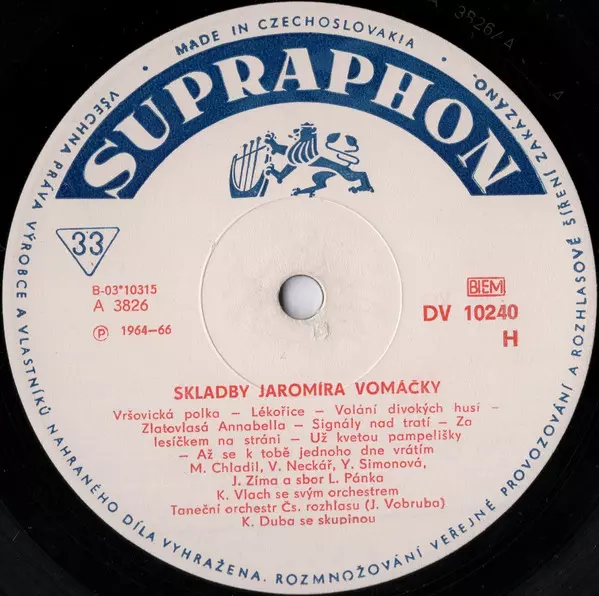 • MADE IN CZECHOSLOVAKIA •
SUPRAPHON
VŠECHNA PRÁVA VÝROBCE A VLASTNÍKŮ NAHRANÉHO DÍLA VYHRAŽENA. ROZMNOŽOVÁNÍ VEŘEJNÉ PROVOZOVÁNÍ A ROZHLASOVÉ ŠÍŘENÍ ZAKÁZÁNO.
33
B-03*10315
A 3826
Ⓟ 1964-66
BIEM
DV 10240
H
SKLADBY JAROMÍRA VOMÁČKY
Vršovická polka – Lékořice – Volání divokých husí –
Zlatovlasá Annabella – Signály nad tratí – Za
lesíčkem na stráni – Už kvetou pampelišky
– Až se k tobě jednoho dne vrátím
M. Chladil, V. Neckář, Y. Simonová,
J. Zíma a sbor L. Pánka
K. Vlach se svým orchestrem
Taneční orchestr Čs. rozhlasu (J. Vobruba)
K. Duba se skupinou